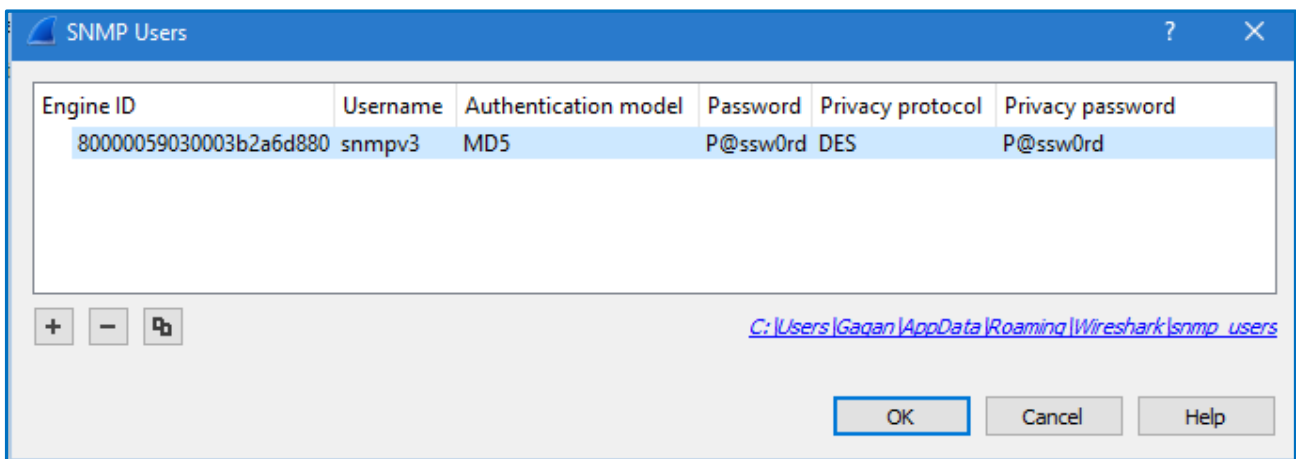 SNMP Users
Engine ID Username Authentication model Password Privacy protocol Privacy password
80000059030003b2a6d880 snmpv3 MD5 P@ssw0rd DES P@ssw0rd
C:\Users\Gagan\AppData\Roaming\Wireshark\snmp_users
OK Cancel Help